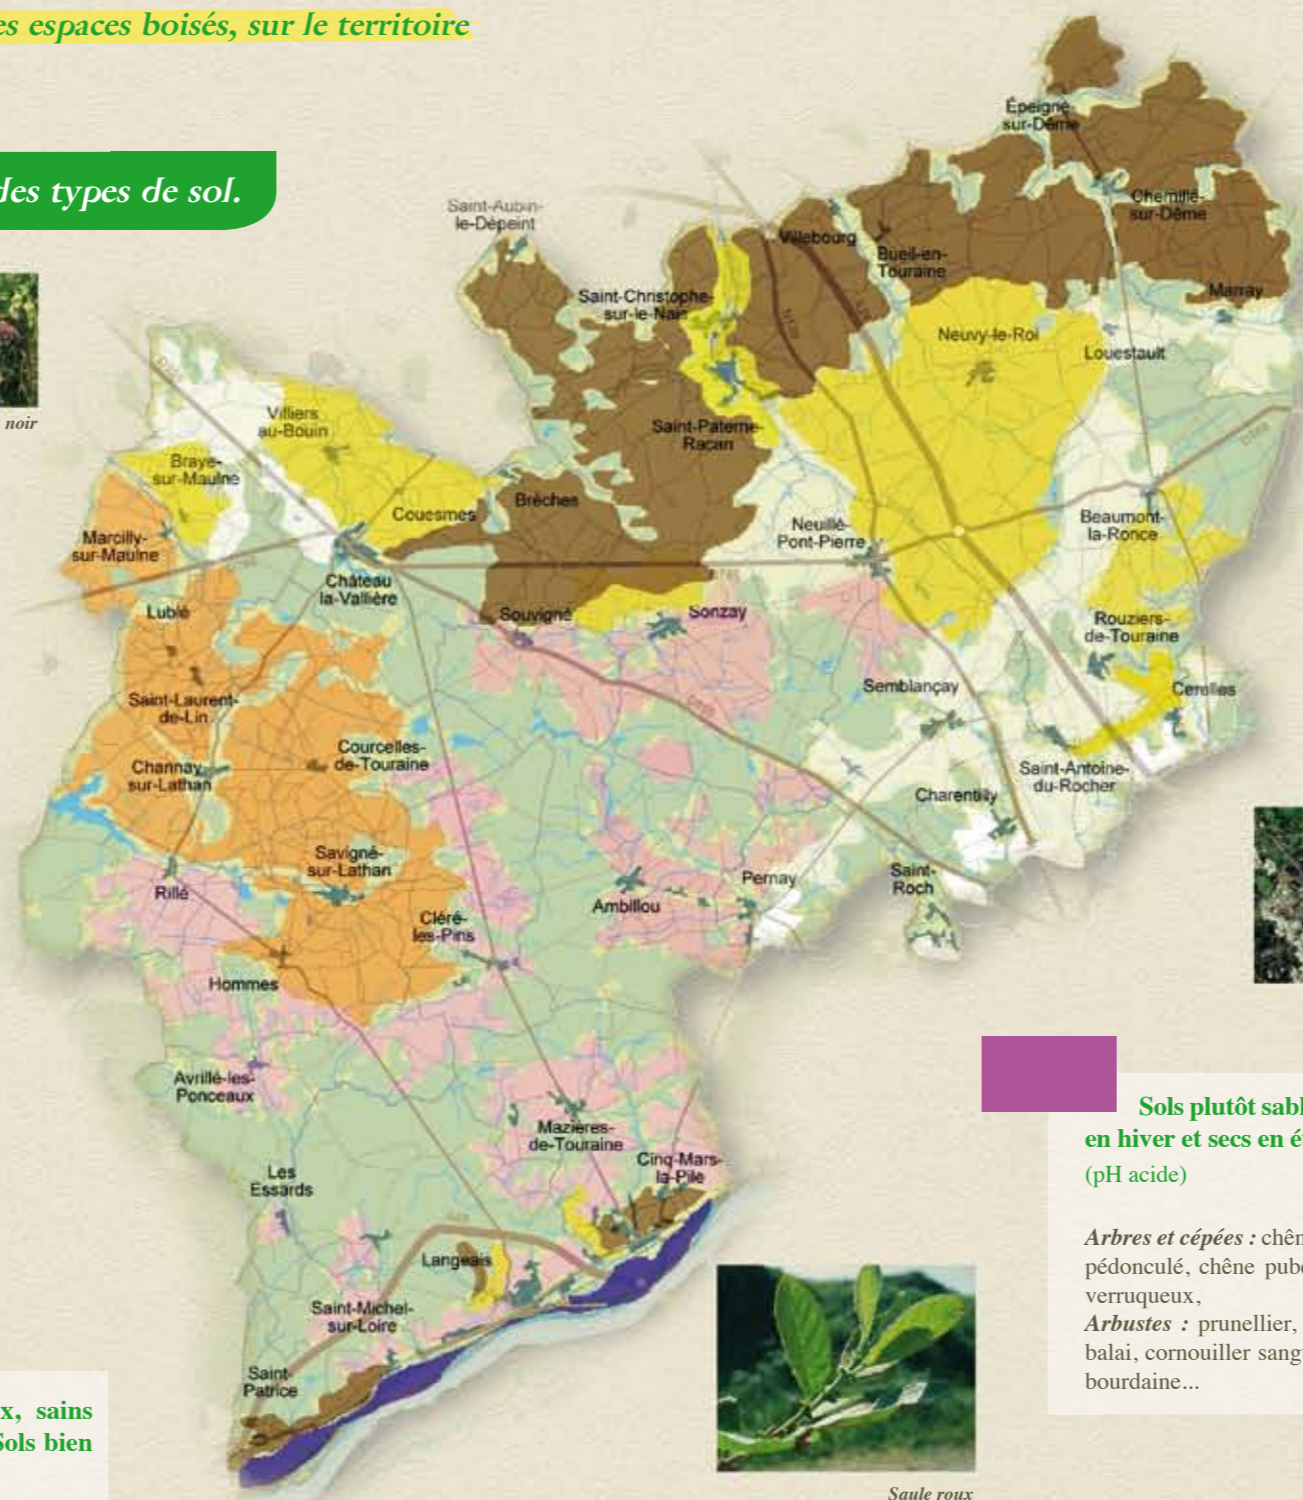 es espaces boisés, sur le territoire
des types de sol.
noir
Épeigné-
sur-Dême
Chemillé-
sur-Dême
Saint-Aubin-
le-Dépeint
Villebourg
Bueil-en-
Touraine
Marray
Saint-Christophe-
sur-le-Nais
Neuvy-le-Roi
Louestault
Villiers
au-Bouin
Saint-Paterne-
Racan
Braye-
sur-Maulne
Brèches
Couesmes
Neuillé-
Pont-Pierre
Beaumont-
la-Ronce
Marcilly-
sur-Maulne
Château
la-Vallière
Lublé
Souvigné
Sonzay
Rouziers-
de-Touraine
Semblançay
Cerelles
Saint-Laurent-
de-Lin
Courcelles-
de-Touraine
Channay
sur-Lathan
Saint-Antoine-
du-Rocher
Charentilly
Savigné-
sur-Lathan
Rillé
Pernay
Saint-
Roch
Ambillou
Cléré-
les-Pins
Hommes
Avrillé-les-
Ponceaux
Mazières-
de-Touraine
Cinq-Mars-
la-Pile
Les
Essards
Langeais
Saint-Michel-
sur-Loire
Saint-
Patrice
Sols plutôt sabl
en hiver et secs en é
(pH acide)
Arbres et cépées : chên
pédonculé, chêne pube
verruqueux,
Arbustes : prunellier,
balai, cornouiller sang
bourdaine...
x, sains
Sols bien
Saule roux